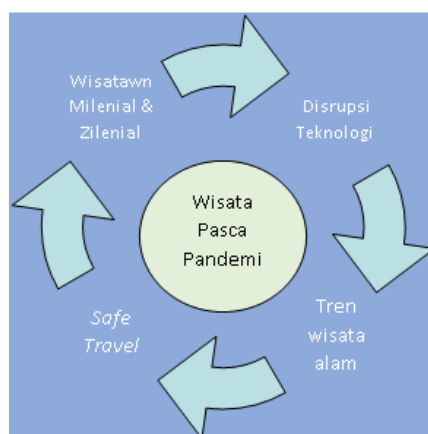 Wisatawn
Milenial &
Zilenial
Disrupsi
Teknologi
Wisata
Pasca
Pandemi
Tren
wisata
alam
Safe
Travel